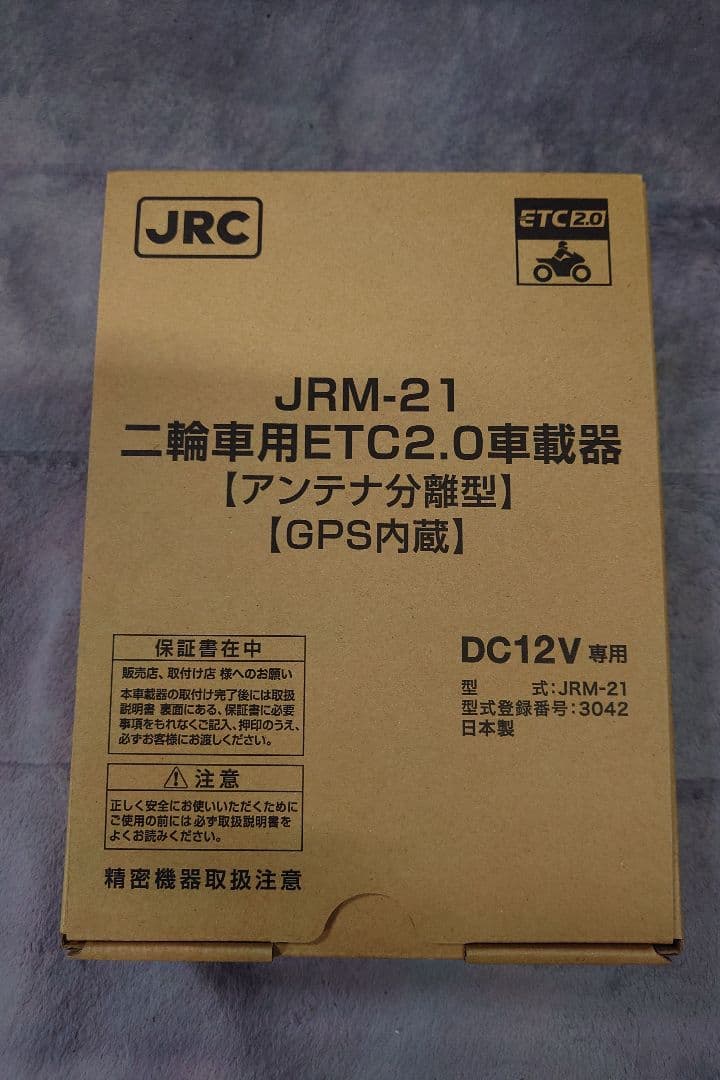 JRC
ETC2.0
JRM-21
二輪車用ETC2.0車載器
【アンテナ分離型】
【GPS内蔵】
保証書在中
販売店、取付け店 様へのお願い
本車載器の取付け完了後には取扱
説明書 裏面にある、保証書に必要
事項をもれなくご記入、押印のうえ、
必ずお客様にお渡しください。
⚠注意
正しく安全にお使いいただくために
ご使用の前には必ず取扱説明書を
よくお読みください。
精密機器取扱注意
DC12V 専用
型 式:JRM-21
型式登録番号:3042
日本製